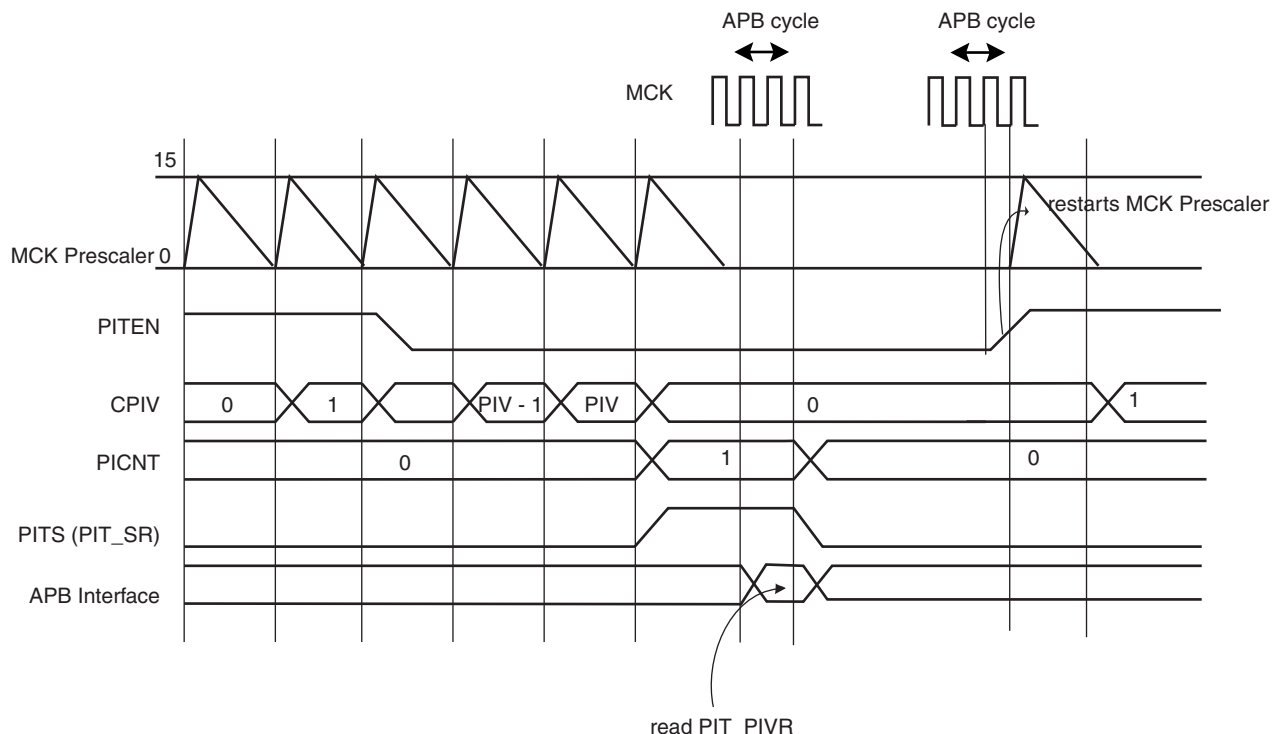 APB cycle
APB cycle
MCK
15
restarts MCK Prescaler
MCK Prescaler 0
PITEN
CPIV
0
1
PIV - 1
PIV
0
1
PICNT
0
1
0
PITS (PIT_SR)
APB Interface
read PIT_PIVR